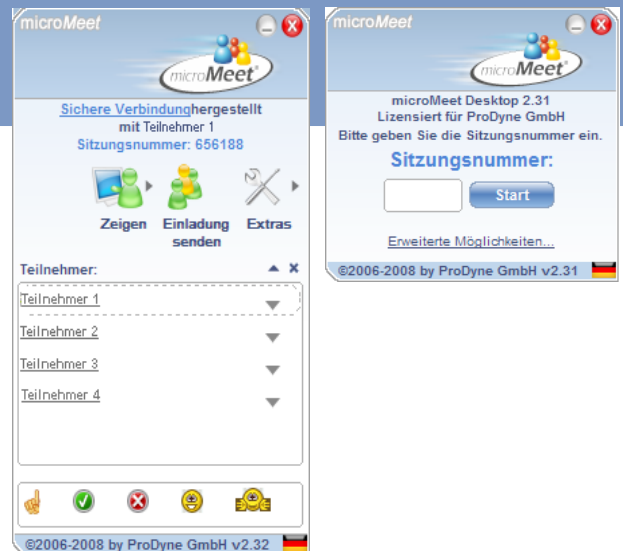 microMeet
microMeet
Sichere Verbindunghergestellt
mit Teilnehmer 1
Sitzungsnummer: 656188
Zeigen
Einladung
senden
Extras
Teilnehmer:
Teilnehmer 1
Teilnehmer 2
Teilnehmer 3
Teilnehmer 4
©2006-2008 by ProDyne GmbH v2.32
microMeet
microMeet
microMeet Desktop 2.31
Lizensiert für ProDyne GmbH
Bitte geben Sie die Sitzungsnummer ein.
Sitzungsnummer:
Start
Erweiterte Möglichkeiten...
©2006-2008 by ProDyne GmbH v2.31